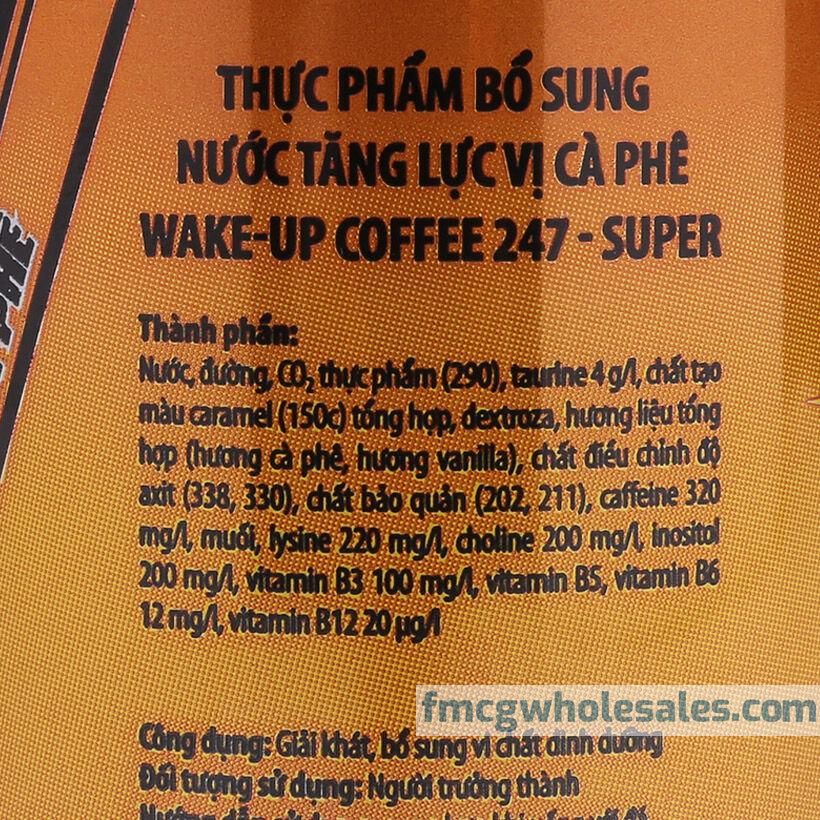 PHÊ
THỰC PHẨM BỔ SUNG
NƯỚC TĂNG LỰC VỊ CÀ PHÊ
WAKE-UP COFFEE 247 - SUPER
Thành phần:
Nước, đường, CO₂ thực phẩm (290), taurine 4 g/l, chất tạo
màu caramel (150c) tổng hợp, dextroza, hương liệu tổng
hợp (hương cà phê, hương vanilla), chất điều chỉnh độ
axit (338, 330), chất bảo quản (202, 211), caffeine 320
mg/l, muối, lysine 220 mg/l, choline 200 mg/l, inositol
200 mg/l, vitamin B3 100 mg/l, vitamin B5, vitamin B6
12 mg/l, vitamin B12 20 µg/l
fmcgwholesales.com
Công dụng: Giải khát, bổ sung vi chất dinh dưỡng
Đối tượng sử dụng: Người trưởng thành